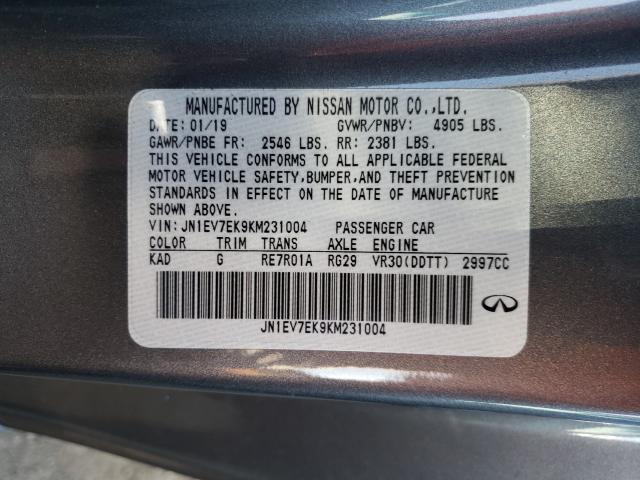 MANUFACTURED BY NISSAN MOTOR CO.,LTD.
DATE: 01/19 GVWR/PNBV: 4905 LBS.
GAWR/PNBE FR: 2546 LBS. RR: 2381 LBS.
THIS VEHICLE CONFORMS TO ALL APPLICABLE FEDERAL
MOTOR VEHICLE SAFETY,BUMPER,AND THEFT PREVENTION
STANDARDS IN EFFECT ON THE DATE OF MANUFACTURE
SHOWN ABOVE.
VIN:JN1EV7EK9KM231004 PASSENGER CAR
COLOR TRIM TRANS AXLE ENGINE
KAD G RE7R01A RG29 VR30(DDTT) 2997CC
JN1EV7EK9KM231004